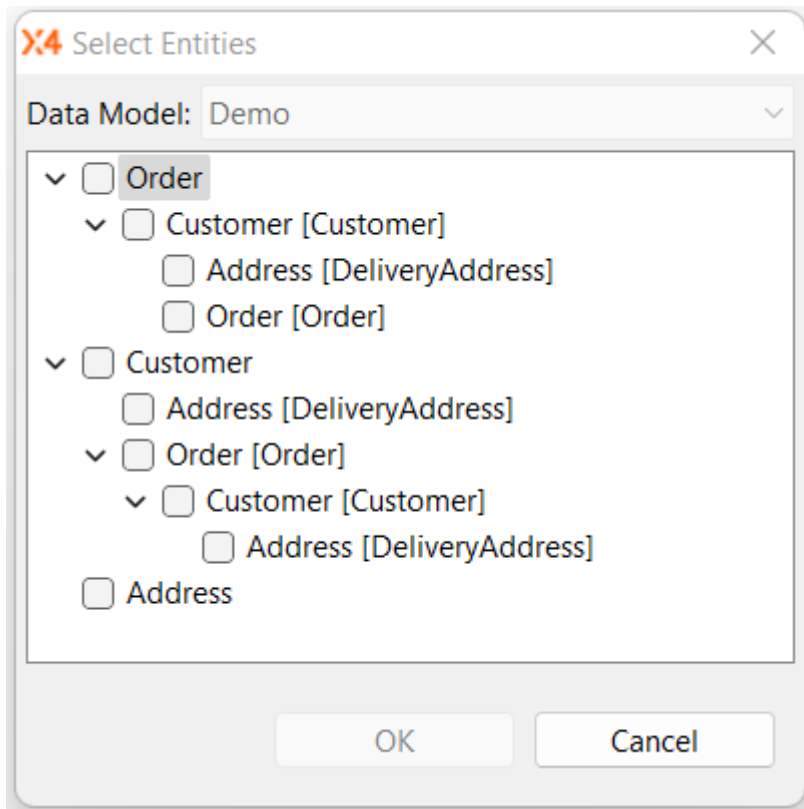 X4 Select Entities
Data Model: Demo
Order
Customer [Customer]
Address [DeliveryAddress]
Order [Order]
Customer
Address [DeliveryAddress]
Order [Order]
Customer [Customer]
Address [DeliveryAddress]
Address
OK Cancel